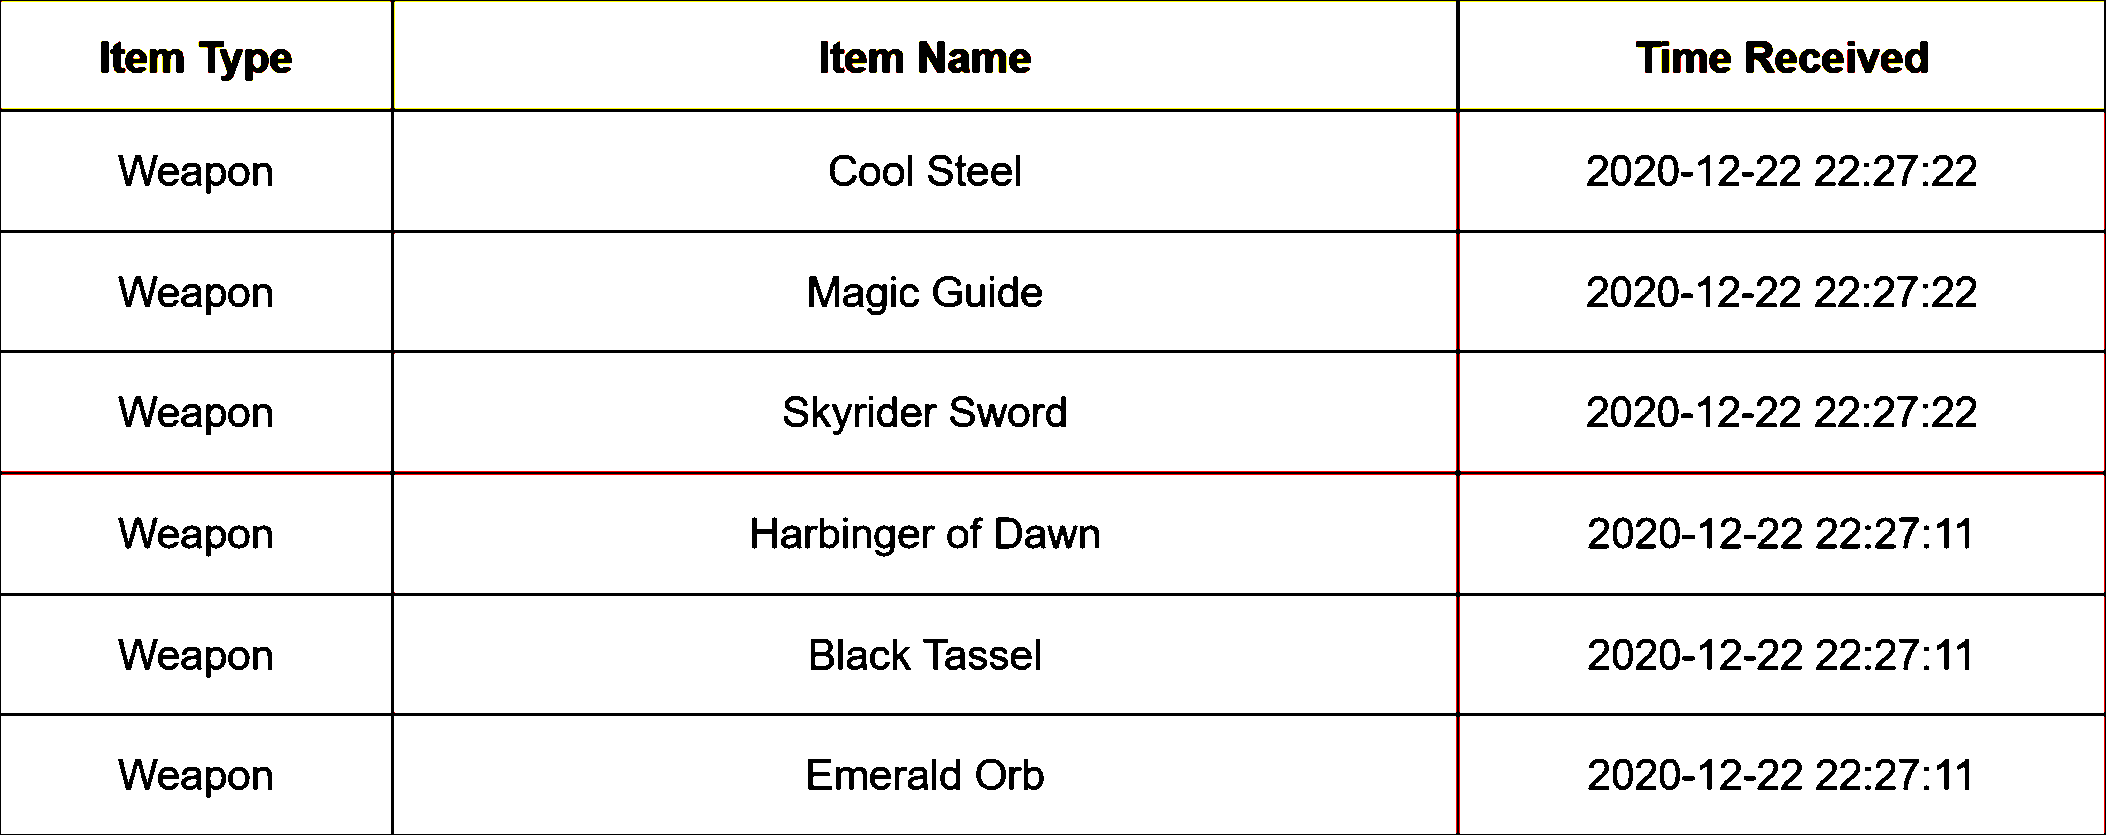 Item Type Item Name Time Received
Weapon Cool Steel 2020-12-22 22:27:22
Weapon Magic Guide 2020-12-22 22:27:22
Weapon Skyrider Sword 2020-12-22 22:27:22
Weapon Harbinger of Dawn 2020-12-22 22:27:11
Weapon Black Tassel 2020-12-22 22:27:11
Weapon Emerald Orb 2020-12-22 22:27:11